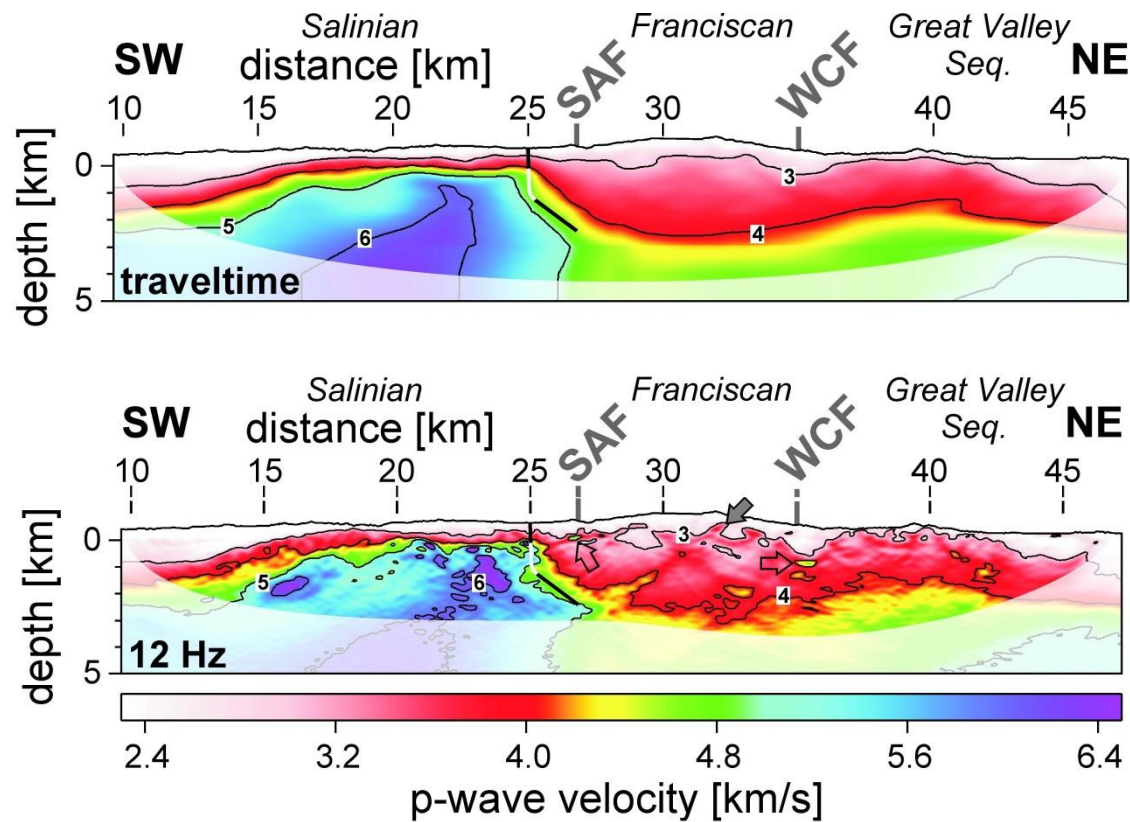 Salinian Franciscan Great Valley Seq.
SW distance [km] SAF WCF NE
10 15 20 25 30 35 40 45
depth [km]
0
3
5
6
4
traveltime
5
Salinian Franciscan Great Valley Seq.
SW distance [km] SAF WCF NE
10 15 20 25 30 35 40 45
depth [km]
0
3
5
6
4
12 Hz
5
2.4 3.2 4.0 4.8 5.6 6.4
p-wave velocity [km/s]